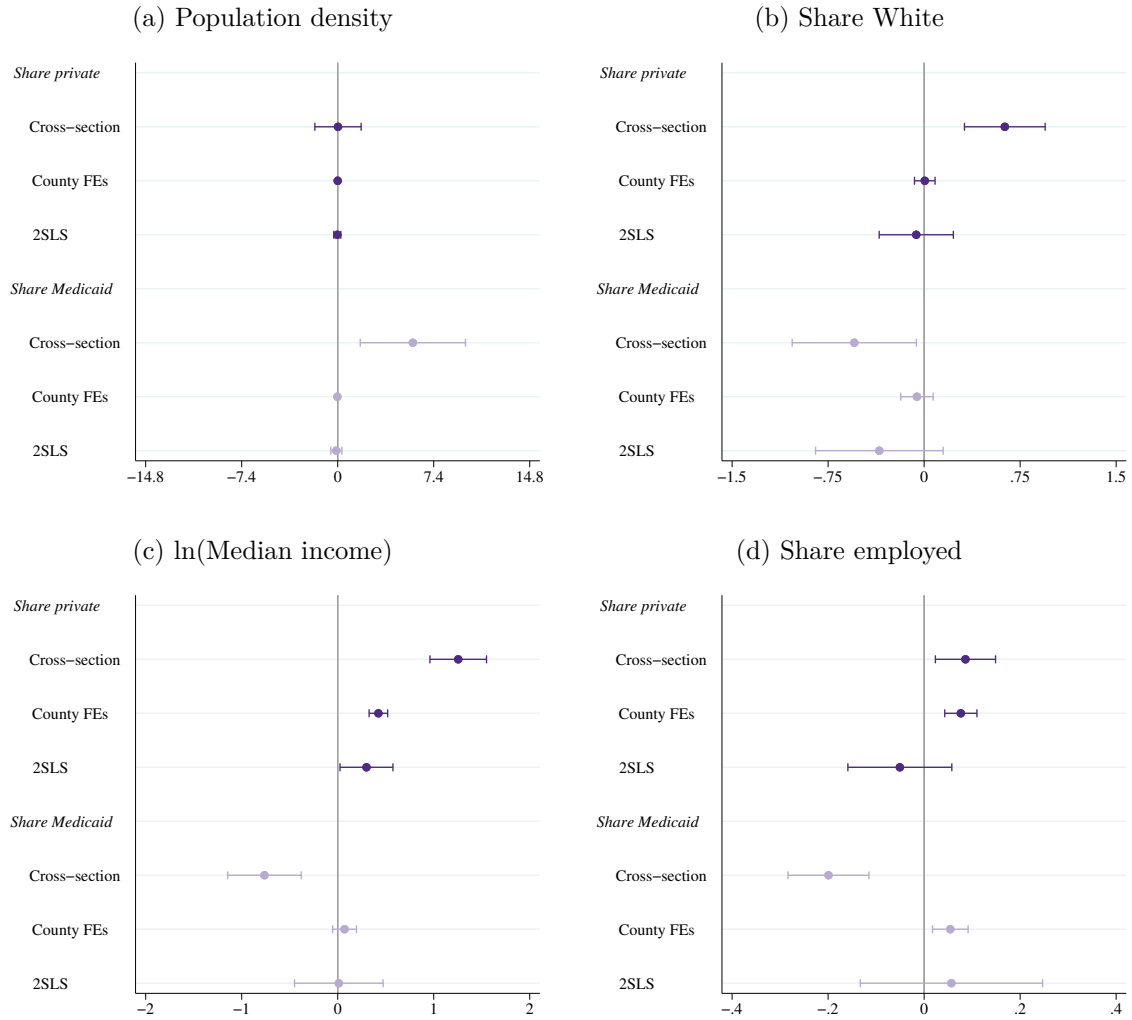 (a) Population density
Share private
Cross−section
County FEs
2SLS
Share Medicaid
Cross−section
County FEs
2SLS
−14.8 −7.4 0 7.4 14.8
(b) Share White
Share private
Cross−section
County FEs
2SLS
Share Medicaid
Cross−section
County FEs
2SLS
−1.5 −.75 0 .75 1.5
(c) ln(Median income)
Share private
Cross−section
County FEs
2SLS
Share Medicaid
Cross−section
County FEs
2SLS
−2 −1 0 1 2
(d) Share employed
Share private
Cross−section
County FEs
2SLS
Share Medicaid
Cross−section
County FEs
2SLS
−.4 −.2 0 .2 .4